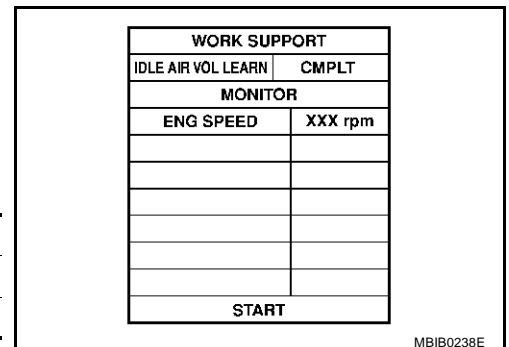 WORK SUPPORT
IDLE AIR VOL LEARN CMPLT
MONITOR
ENG SPEED XXX rpm
START
MBIB0238E